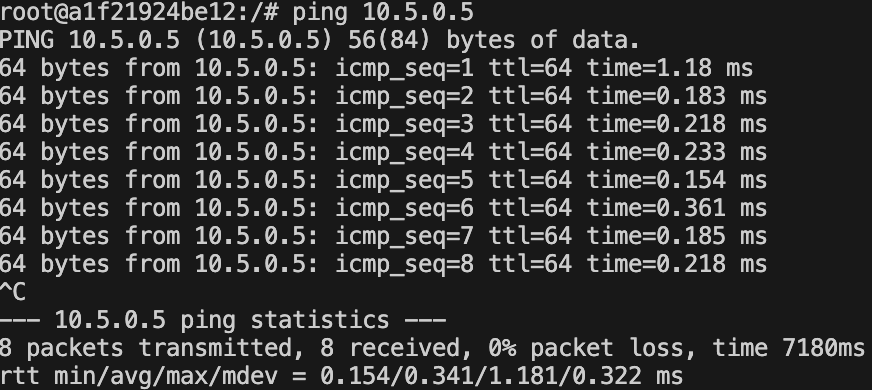 root@a1f21924be12:/# ping 10.5.0.5
PING 10.5.0.5 (10.5.0.5) 56(84) bytes of data.
64 bytes from 10.5.0.5: icmp_seq=1 ttl=64 time=1.18 ms
64 bytes from 10.5.0.5: icmp_seq=2 ttl=64 time=0.183 ms
64 bytes from 10.5.0.5: icmp_seq=3 ttl=64 time=0.218 ms
64 bytes from 10.5.0.5: icmp_seq=4 ttl=64 time=0.233 ms
64 bytes from 10.5.0.5: icmp_seq=5 ttl=64 time=0.154 ms
64 bytes from 10.5.0.5: icmp_seq=6 ttl=64 time=0.361 ms
64 bytes from 10.5.0.5: icmp_seq=7 ttl=64 time=0.185 ms
64 bytes from 10.5.0.5: icmp_seq=8 ttl=64 time=0.218 ms
^C
--- 10.5.0.5 ping statistics ---
8 packets transmitted, 8 received, 0% packet loss, time 7180ms
rtt min/avg/max/mdev = 0.154/0.341/1.181/0.322 ms